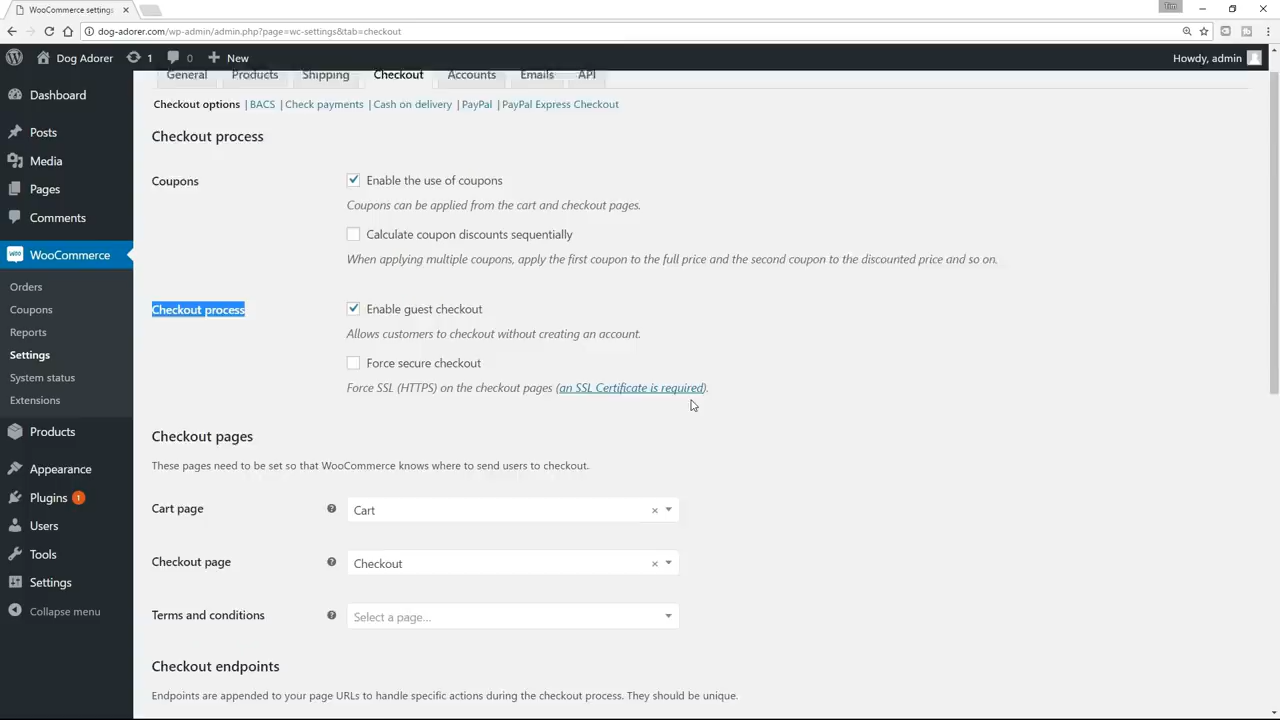 WooCommerce settings
Tim
dog-adorer.com/wp-admin/admin.php?page=wc-settings&tab=checkout
Dog Adorer 1 0 New Howdy, admin
General Products Shipping Checkout Accounts Emails API
Checkout options | BACS | Check payments | Cash on delivery | PayPal | PayPal Express Checkout
Dashboard
Posts
Media
Pages
Comments
WooCommerce
Orders
Coupons
Reports
Settings
System status
Extensions
Products
Appearance
Plugins 1
Users
Tools
Settings
Collapse menu
Checkout process
Coupons
Enable the use of coupons
Coupons can be applied from the cart and checkout pages.
Calculate coupon discounts sequentially
When applying multiple coupons, apply the first coupon to the full price and the second coupon to the discounted price and so on.
Checkout process
Enable guest checkout
Allows customers to checkout without creating an account.
Force secure checkout
Force SSL (HTTPS) on the checkout pages (an SSL Certificate is required).
Checkout pages
These pages need to be set so that WooCommerce knows where to send users to checkout.
Cart page
Cart
Checkout page
Checkout
Terms and conditions
Select a page...
Checkout endpoints
Endpoints are appended to your page URLs to handle specific actions during the checkout process. They should be unique.